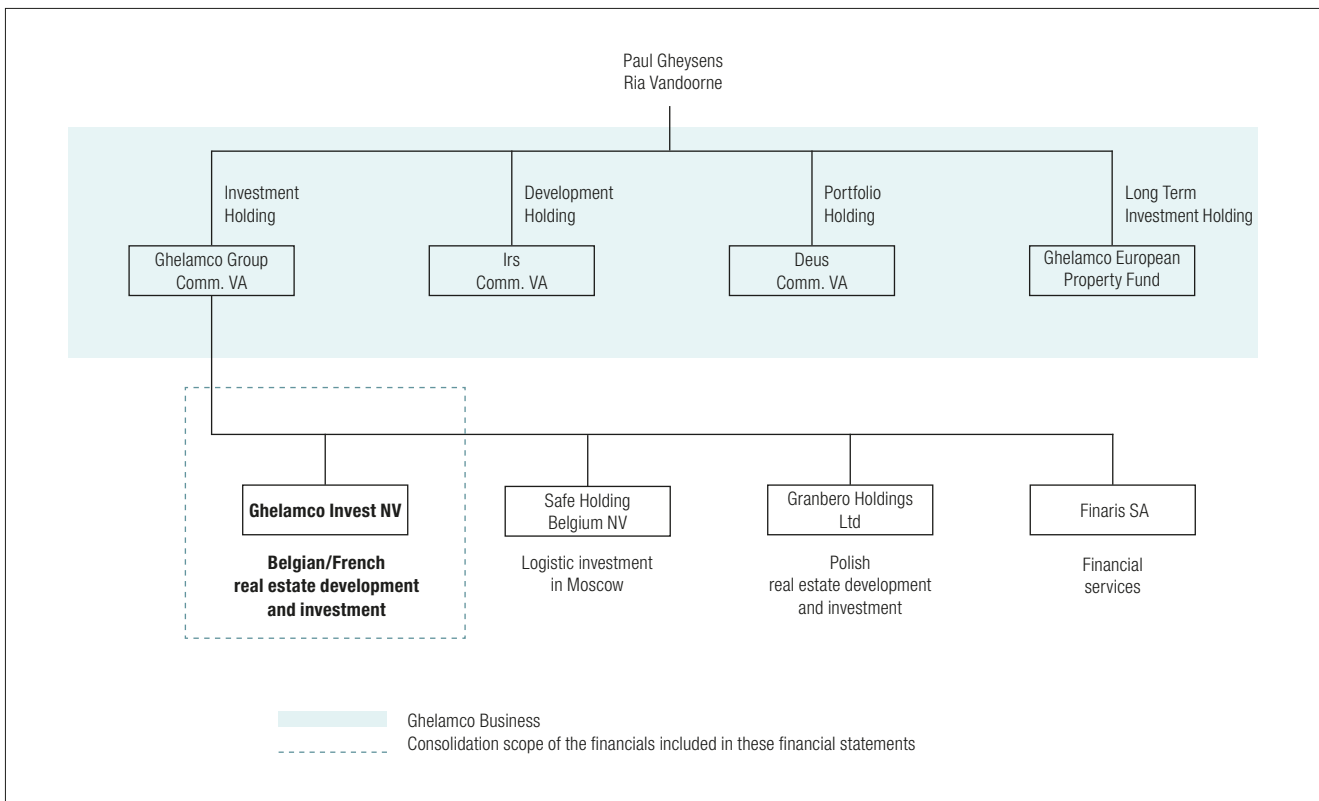 Paul Gheysens
Ria Vandoorne
Investment
Holding
Development
Holding
Portfolio
Holding
Long Term
Investment Holding
Ghelamco Group
Comm. VA
Irs
Comm. VA
Deus
Comm. VA
Ghelamco European
Property Fund
Ghelamco Invest NV
Safe Holding
Belgium NV
Granbero Holdings
Ltd
Finaris SA
Belgian/French
real estate development
and investment
Logistic investment
in Moscow
Polish
real estate development
and investment
Financial
services
Ghelamco Business
Consolidation scope of the financials included in these financial statements